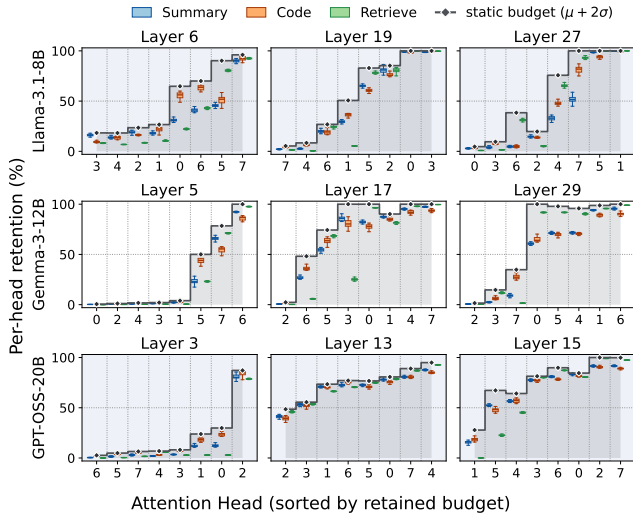 Summary Code Retrieve static budget (μ + 2σ)
Per-head retention (%)
Llama-3.1-8B
Layer 6 Layer 19 Layer 27
100
50
0
3 4 2 1 0 6 5 7
7 4 6 1 5 2 0 3
0 4 6 2 3 7 5 1
Gemma-3-12B
Layer 5 Layer 17 Layer 29
100
50
0
0 2 4 3 1 5 7 6
2 6 5 3 0 1 4 7
2 3 7 0 5 4 1 6
GPT-OSS-20B
Layer 3 Layer 13 Layer 15
100
50
0
6 5 7 4 3 1 0 2
2 0 1 3 6 5 7 4
1 5 4 3 6 0 2 7
Attention Head (sorted by retained budget)